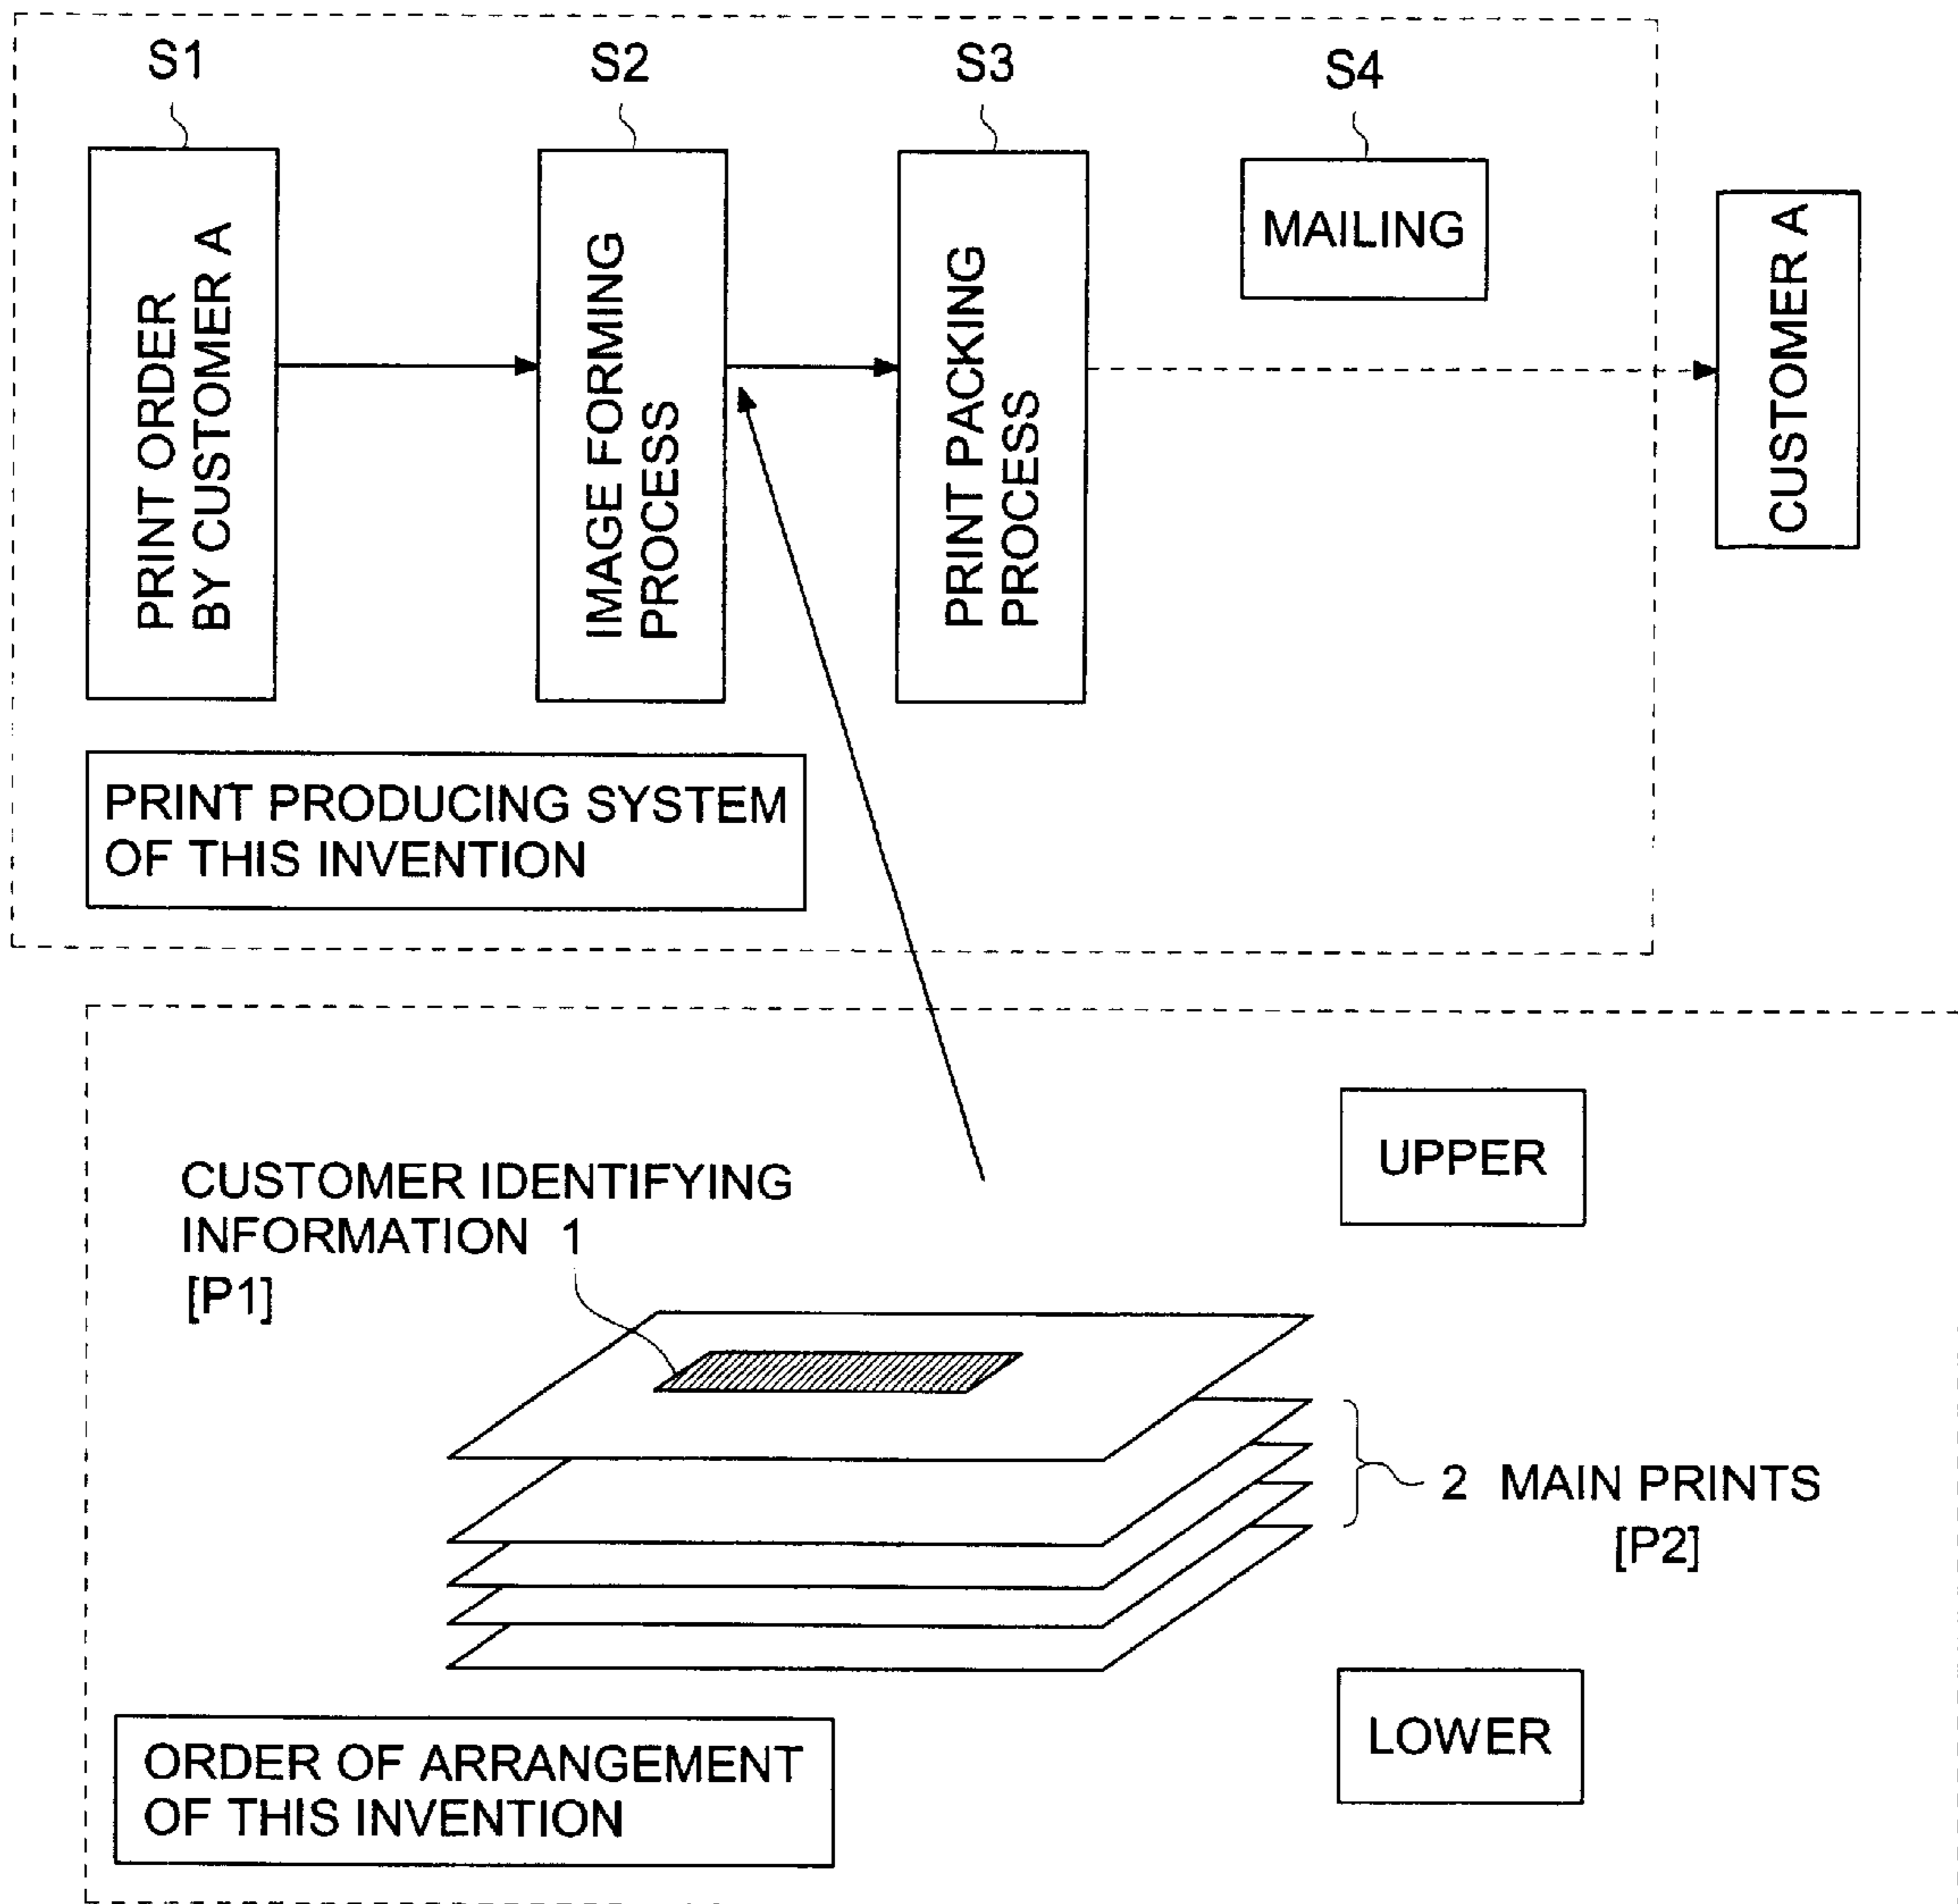 S1
S2
S3
S4
PRINT ORDER
BY CUSTOMER A
IMAGE FORMING
PROCESS
PRINT PACKING
PROCESS
MAILING
CUSTOMER A
PRINT PRODUCING SYSTEM
OF THIS INVENTION
UPPER
CUSTOMER IDENTIFYING
INFORMATION 1
[P1]
2 MAIN PRINTS
[P2]
LOWER
ORDER OF ARRANGEMENT
OF THIS INVENTION